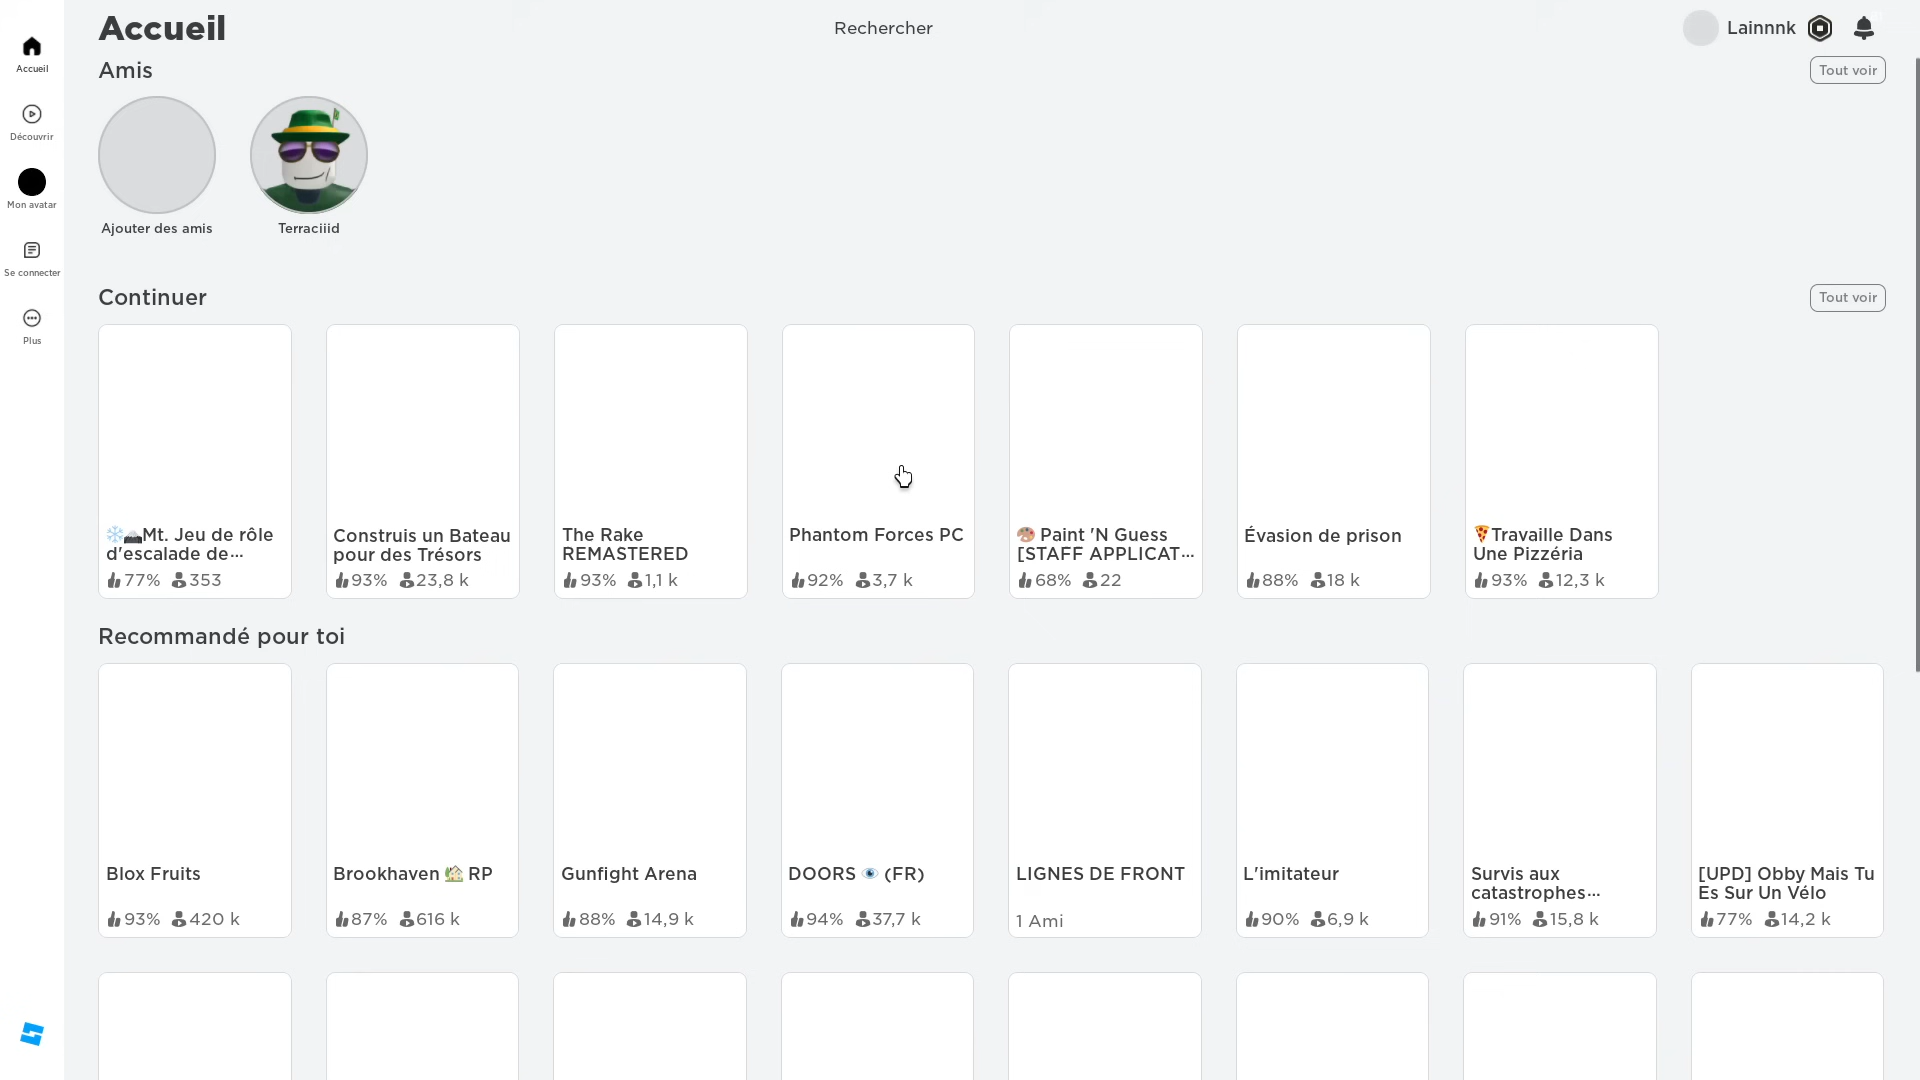 Accueil
Rechercher
Lainnnk
Accueil
Découvrir
Mon avatar
Se connecter
Plus
Amis
Tout voir
Ajouter des amis
Terraciiid
Continuer
Tout voir
❄️🏔️Mt. Jeu de rôle
d'escalade de...
77% 353
Construis un Bateau
pour des Trésors
93% 23,8 k
The Rake
REMASTERED
93% 1,1 k
Phantom Forces PC
92% 3,7 k
🎨 Paint 'N Guess
[STAFF APPLICAT...
68% 22
Évasion de prison
88% 18 k
🍕Travaille Dans
Une Pizzéria
93% 12,3 k
Recommandé pour toi
Blox Fruits
93% 420 k
Brookhaven 🏡 RP
87% 616 k
Gunfight Arena
88% 14,9 k
DOORS 👁️ (FR)
94% 37,7 k
LIGNES DE FRONT
1 Ami
L'imitateur
90% 6,9 k
Survis aux
catastrophes...
91% 15,8 k
[UPD] Obby Mais Tu
Es Sur Un Vélo
77% 14,2 k